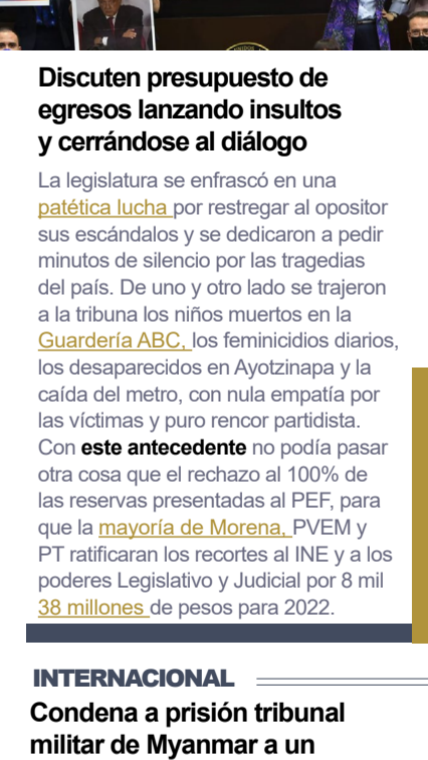 Discuten presupuesto de
egresos lanzando insultos
y cerrándose al diálogo
La legislatura se enfrascó en una
patética lucha por restregar al opositor
sus escándalos y se dedicaron a pedir
minutos de silencio por las tragedias
del país. De uno y otro lado se trajeron
a la tribuna los niños muertos en la
Guardería ABC, los feminicidios diarios,
los desaparecidos en Ayotzinapa y la
caída del metro, con nula empatía por
las víctimas y puro rencor partidista.
Con este antecedente no podía pasar
otra cosa que el rechazo al 100% de
las reservas presentadas al PEF, para
que la mayoría de Morena, PVEM y
PT ratificaran los recortes al INE y a los
poderes Legislativo y Judicial por 8 mil
38 millones de pesos para 2022.
INTERNACIONAL
Condena a prisión tribunal
militar de Myanmar a un